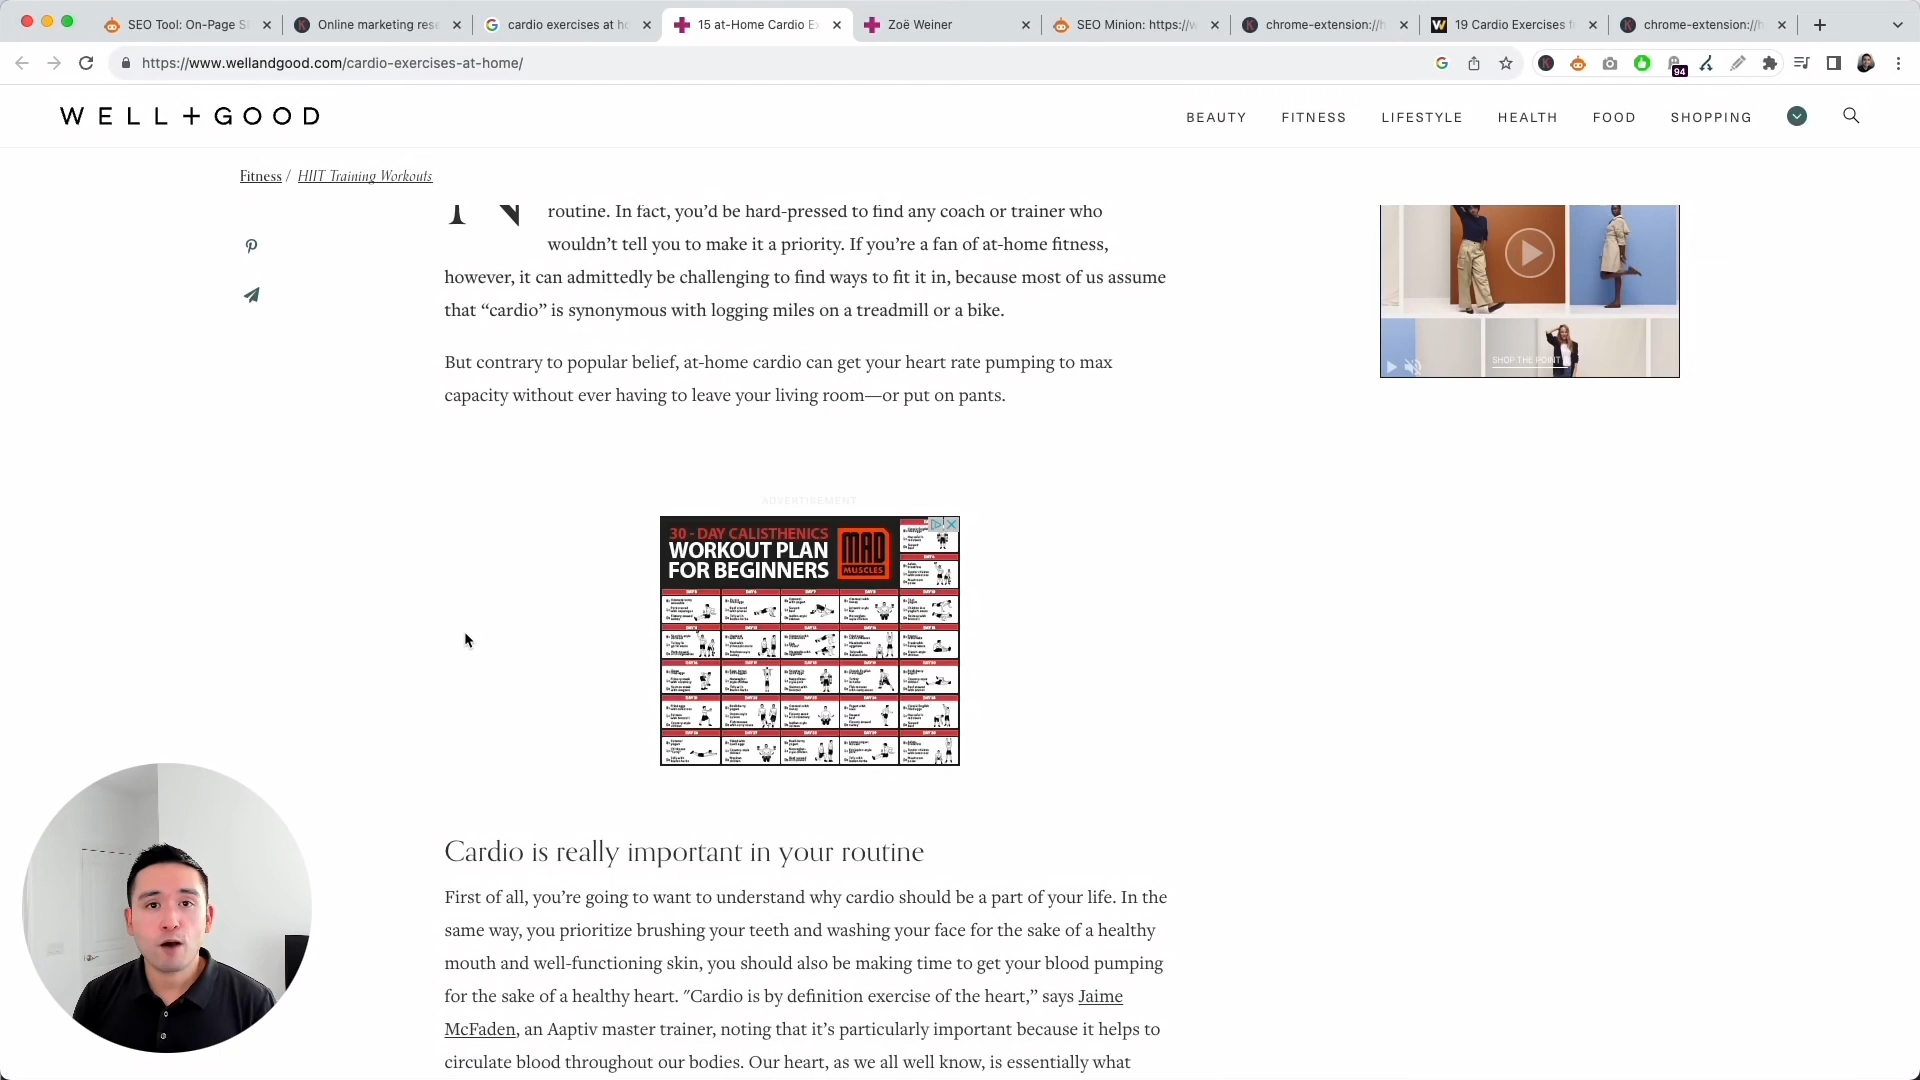 SEO Tool: On-Page S
Online marketing rese
cardio exercises at ho
15 at-Home Cardio Ex
Zoë Weiner
SEO Minion: https://w
chrome-extension://h
19 Cardio Exercises f
chrome-extension://h
https://www.wellandgood.com/cardio-exercises-at-home/
94
WELL+GOOD
BEAUTY
FITNESS
LIFESTYLE
HEALTH
FOOD
SHOPPING
Fitness / HIIT Training Workouts
routine. In fact, you’d be hard-pressed to find any coach or trainer who
wouldn’t tell you to make it a priority. If you’re a fan of at-home fitness,
however, it can admittedly be challenging to find ways to fit it in, because most of us assume
that “cardio” is synonymous with logging miles on a treadmill or a bike.
SHOP THE POINT
But contrary to popular belief, at-home cardio can get your heart rate pumping to max
capacity without ever having to leave your living room—or put on pants.
ADVERTISEMENT
30 - DAY CALISTHENICS
WORKOUT PLAN
FOR BEGINNERS
MAD
MUSCLES
Cardio is really important in your routine
First of all, you’re going to want to understand why cardio should be a part of your life. In the
same way, you prioritize brushing your teeth and washing your face for the sake of a healthy
mouth and well-functioning skin, you should also be making time to get your blood pumping
for the sake of a healthy heart. "Cardio is by definition exercise of the heart,” says Jaime
McFaden, an Aaptiv master trainer, noting that it’s particularly important because it helps to
circulate blood throughout our bodies. Our heart, as we all well know, is essentially what